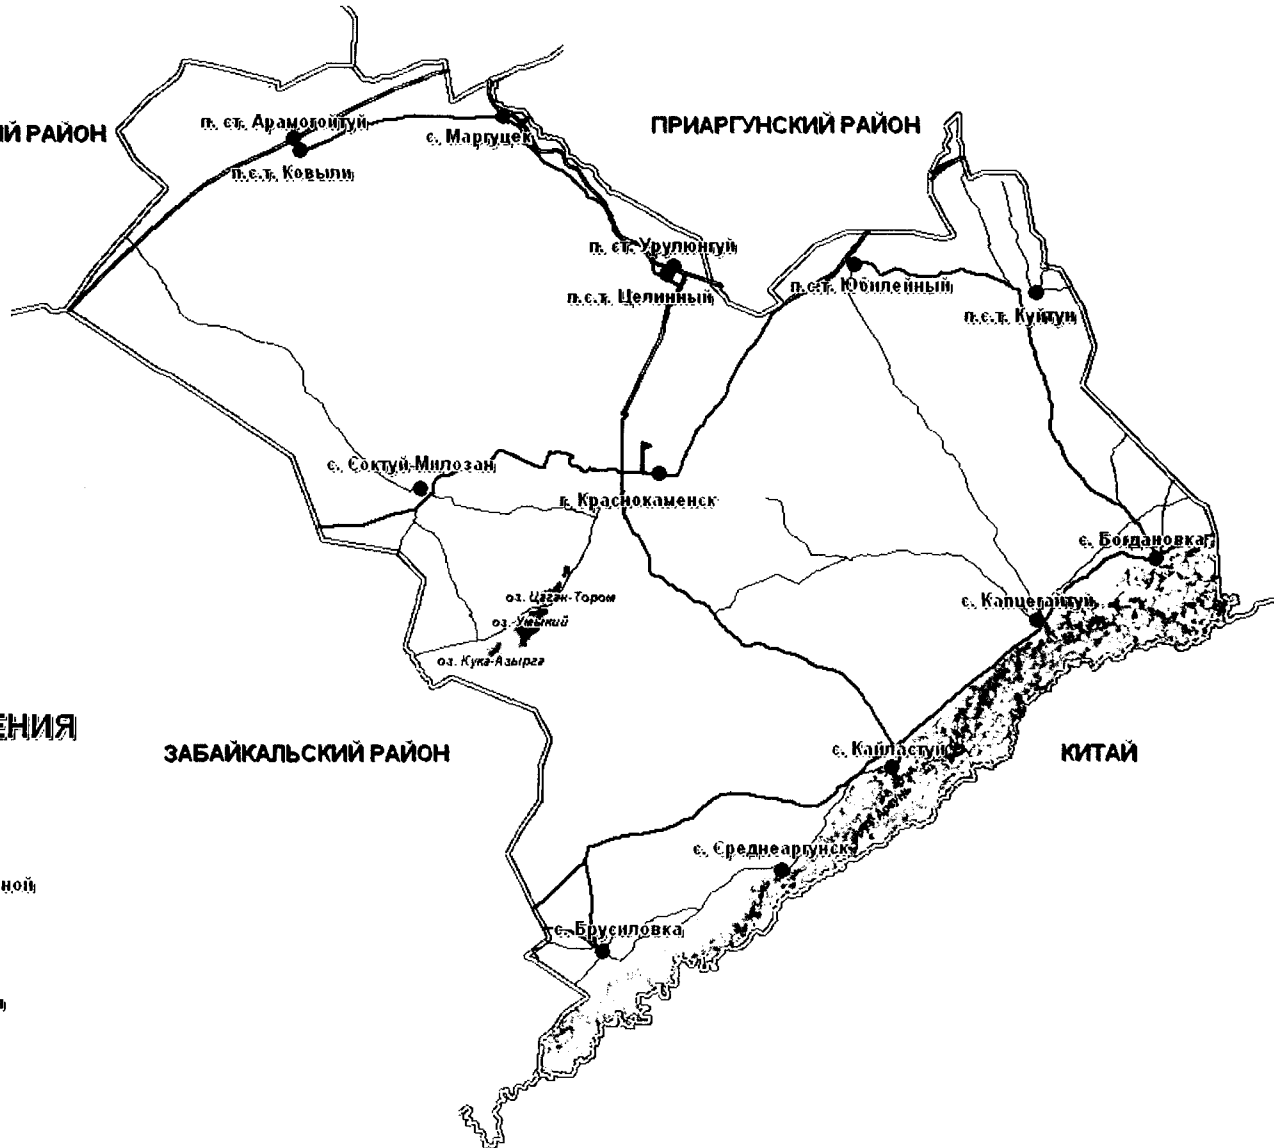 ИЙ РАЙОН
п. ст. Арамогойтуй
с. Маргуцек
ПРИАРГУНСКИЙ РАЙОН
п.с.т. Ковыли
п. ст. Урулюнгуй
п.с.т. Целинный
п.с.т. Юбилейный
п.с.т. Куйтун
с. Соктуй-Милозан
г. Краснокаменск
с. Богдановка
оз. Цаган-Тором
с. Капцегайтуй
оз. Умыкий
оз. Кука-Азырга
ЕНИЯ
ЗАБАЙКАЛЬСКИЙ РАЙОН
с. Кайластуй
КИТАЙ
с. Среднеаргунск
ной
с. Брусиловка